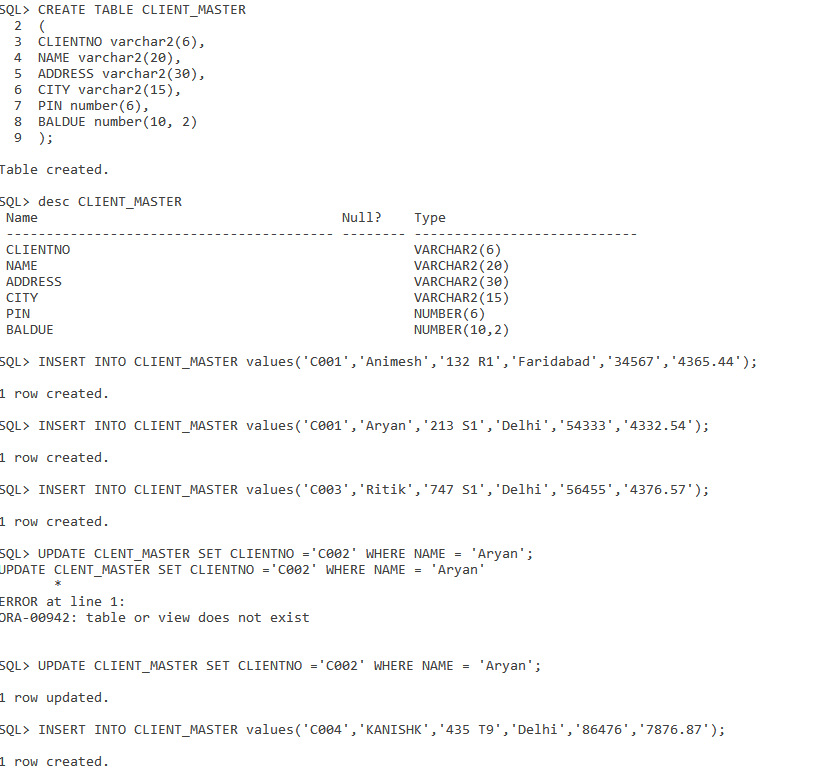 SQL> CREATE TABLE CLIENT_MASTER
2 (
3 CLIENTNO varchar2(6),
4 NAME varchar2(20),
5 ADDRESS varchar2(30),
6 CITY varchar2(15),
7 PIN number(6),
8 BALDUE number(10, 2)
9 );
Table created.
SQL> desc CLIENT_MASTER
Name Null? Type
----------------------------------------- -------- ----------------------------
CLIENTNO VARCHAR2(6)
NAME VARCHAR2(20)
ADDRESS VARCHAR2(30)
CITY VARCHAR2(15)
PIN NUMBER(6)
BALDUE NUMBER(10,2)
SQL> INSERT INTO CLIENT_MASTER values('C001','Animesh','132 R1','Faridabad','34567','4365.44');
1 row created.
SQL> INSERT INTO CLIENT_MASTER values('C001','Aryan','213 S1','Delhi','54333','4332.54');
1 row created.
SQL> INSERT INTO CLIENT_MASTER values('C003','Ritik','747 S1','Delhi','56455','4376.57');
1 row created.
SQL> UPDATE CLENT_MASTER SET CLIENTNO ='C002' WHERE NAME = 'Aryan';
UPDATE CLENT_MASTER SET CLIENTNO ='C002' WHERE NAME = 'Aryan'
*
ERROR at line 1:
ORA-00942: table or view does not exist
SQL> UPDATE CLIENT_MASTER SET CLIENTNO ='C002' WHERE NAME = 'Aryan';
1 row updated.
SQL> INSERT INTO CLIENT_MASTER values('C004','KANISHK','435 T9','Delhi','86476','7876.87');
1 row created.